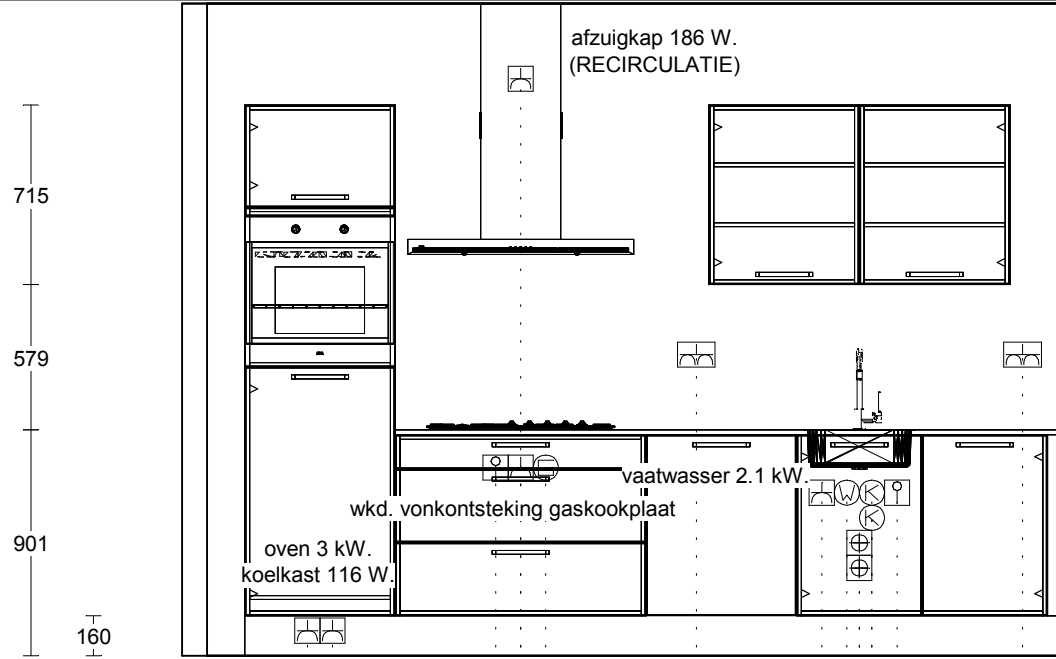 afzuigkap 186 W.
(RECIRCULATIE)
715
579
vaatwasser 2.1 kW.
W K
wkd. vonkontsteking gaskookplaat
K
901
oven 3 kW.
koelkast 116 W.
160